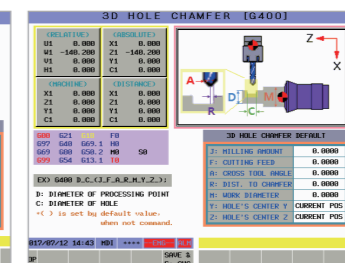 3D HOLE CHAMFER [G400]
(RELATIVE) (ABSOLUTE)
U1 0.000 X1 0.000
W1 -148.200 Z1 -148.200
V1 0.000 Y1 0.000
H1 0.000 C1 0.000
(MACHINE) (DISTANCE)
X1 0.000 X1 0.000
Z1 0.000 Z1 0.000
Y1 0.000 Y1 0.000
C1 0.000 C1 0.000
G00 G21 F0
G97 G40 G69.1 M0
G69 G80 G50.2 M0 S0
G99 G54 G13.1 T0
EX) G400 D_C_(J_F_A_R_M_Y_Z_);
D: DIAMETER OF PROCESSING POINT
C: DIAMETER OF HOLE
*( ) is set by default value.
when not command.
017/07/12 14:43 MDI **** --EMG-- ALM
SAVE &
Z
X
A
R
D
C
M
3D HOLE CHAMFER DEFAULT
J: MILLING AMOUNT 0.0000
F: CUTTING FEED 0.0000
A: CROSS TOOL ANGLE 0.0000
R: DIST. TO CHAMFER 0.0000
M: WORK DIAMETER 0.0000
Y: HOLE'S CENTER Y CURRENT POS
Z: HOLE'S CENTER Z CURRENT POS